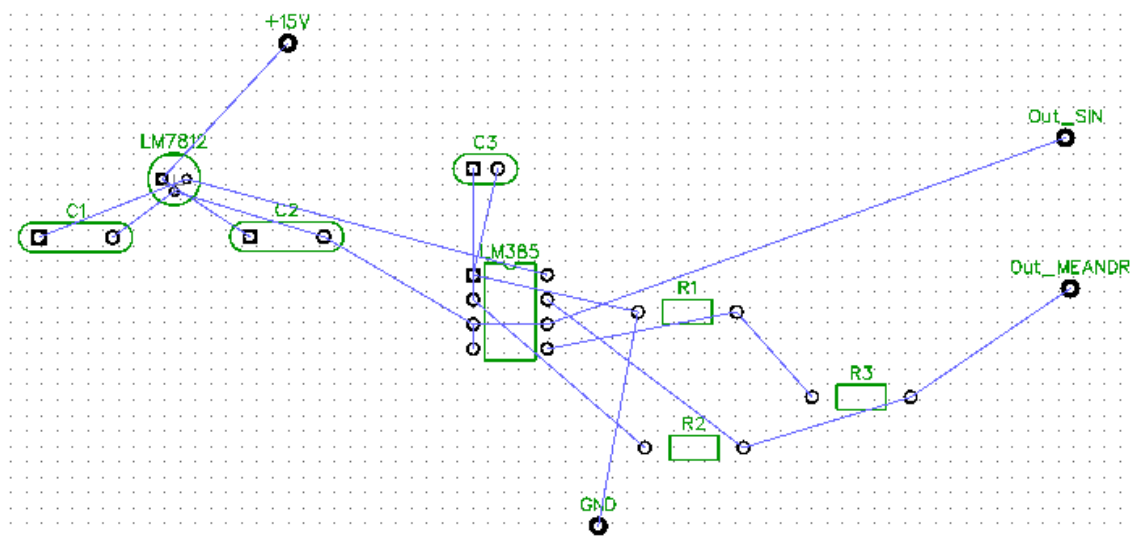 +15V
Out_SIN
LM7812
C3
C1
C2
LM385
Out_MEANDR
R1
R3
R2
GND